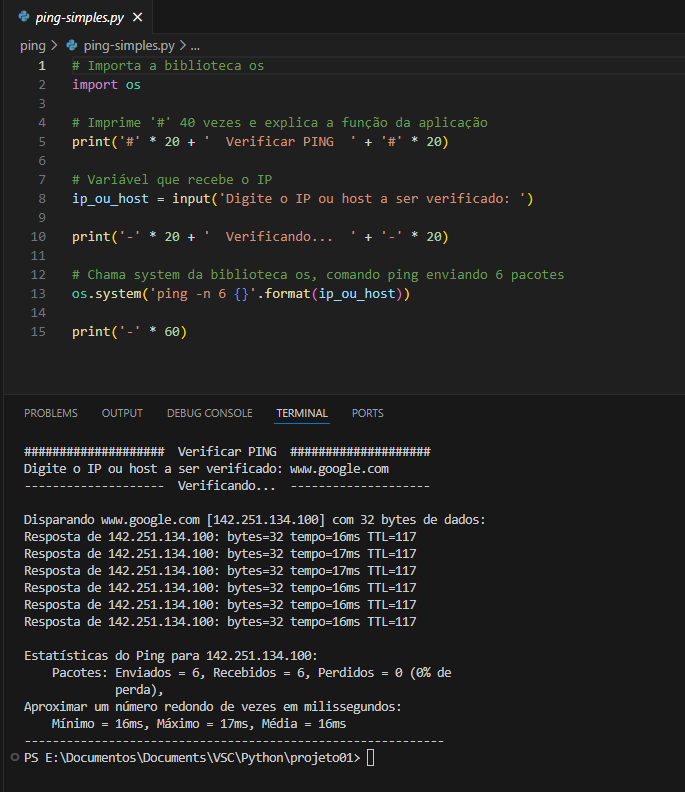 ping-simples.py
ping > ping-simples.py > ...
1 # Importa a biblioteca os
2 import os
3
4 # Imprime '#' 40 vezes e explica a função da aplicação
5 print('#' * 20 + '  Verificar PING  ' + '#' * 20)
6
7 # Variável que recebe o IP
8 ip_ou_host = input('Digite o IP ou host a ser verificado: ')
9
10 print('-' * 20 + '  Verificando...  ' + '-' * 20)
11
12 # Chama system da biblioteca os, comando ping enviando 6 pacotes
13 os.system('ping -n 6 {}'.format(ip_ou_host))
14
15 print('-' * 60)
PROBLEMS OUTPUT DEBUG CONSOLE TERMINAL PORTS
####################  Verificar PING  ####################
Digite o IP ou host a ser verificado: www.google.com
--------------------  Verificando...  --------------------
Disparando www.google.com [142.251.134.100] com 32 bytes de dados:
Resposta de 142.251.134.100: bytes=32 tempo=16ms TTL=117
Resposta de 142.251.134.100: bytes=32 tempo=17ms TTL=117
Resposta de 142.251.134.100: bytes=32 tempo=17ms TTL=117
Resposta de 142.251.134.100: bytes=32 tempo=16ms TTL=117
Resposta de 142.251.134.100: bytes=32 tempo=16ms TTL=117
Resposta de 142.251.134.100: bytes=32 tempo=16ms TTL=117
Estatísticas do Ping para 142.251.134.100:
Pacotes: Enviados = 6, Recebidos = 6, Perdidos = 0 (0% de
perda),
Aproximar um número redondo de vezes em milissegundos:
Mínimo = 16ms, Máximo = 17ms, Média = 16ms
------------------------------------------------------------
PS E:\Documentos\Documents\VSC\Python\projeto01>